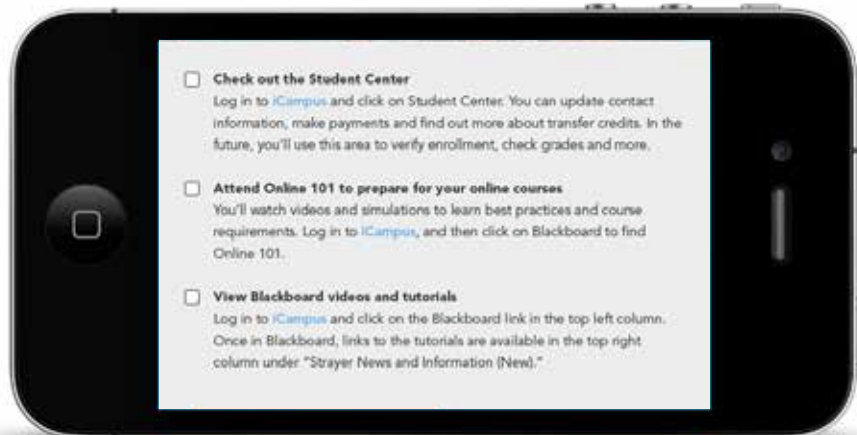 Check out the Student Center
Log in to iCampus and click on Student Center. You can update contact
information, make payments and find out more about transfer credits. In the
future, you'll use this area to verify enrollment, check grades and more.
Attend Online 101 to prepare for your online courses
You'll watch videos and simulations to learn best practices and course
requirements. Log in to iCampus, and then click on Blackboard to find
Online 101.
View Blackboard videos and tutorials
Log in to iCampus and click on the Blackboard link in the top left column.
Once in Blackboard, links to the tutorials are available in the top right
column under "Strayer News and Information (New)."